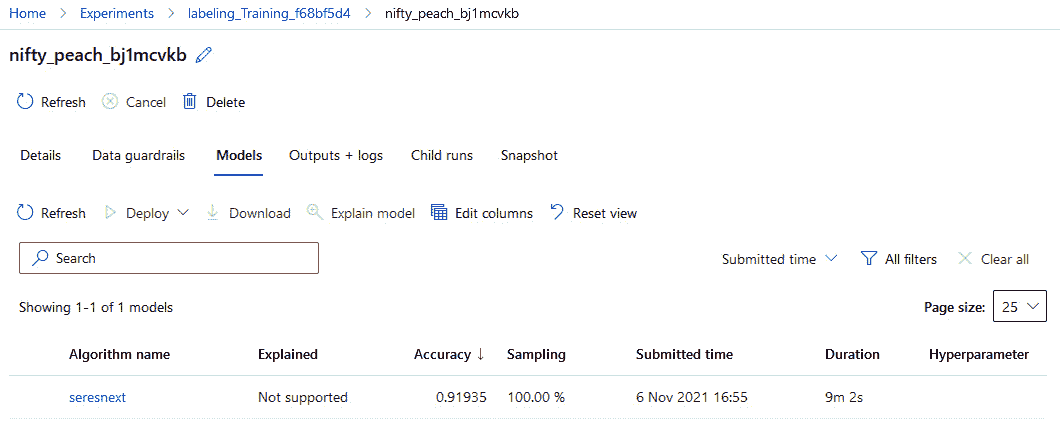 Home > Experiments > labeling_Training_f68bf5d4 > nifty_peach_bj1mcvkb
nifty_peach_bj1mcvkb
Refresh Cancel Delete
Details Data guardrails Models Outputs + logs Child runs Snapshot
Refresh Deploy Download Explain model Edit columns Reset view
Search Submitted time All filters Clear all
Showing 1-1 of 1 models Page size: 25
Algorithm name Explained Accuracy ↓ Sampling Submitted time Duration Hyperparameter
seresnext Not supported 0.91935 100.00 % 6 Nov 2021 16:55 9m 2s